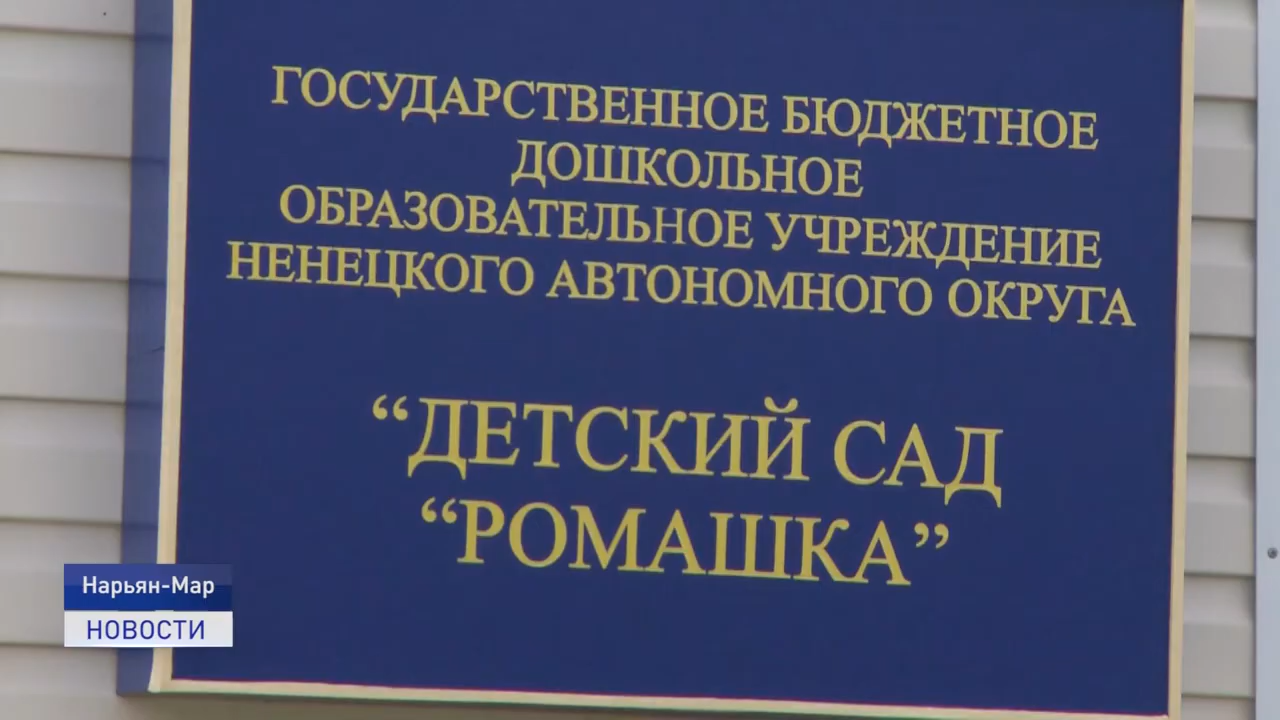 ГОСУДАРСТВЕННОЕ БЮДЖЕТНОЕ
ДОШКОЛЬНОЕ
ОБРАЗОВАТЕЛЬНОЕ УЧРЕЖДЕНИЕ
НЕНЕЦКОГО АВТОНОМНОГО ОКРУГА
“ДЕТСКИЙ САД
“РОМАШКА”
Нарьян-Мар
НОВОСТИ